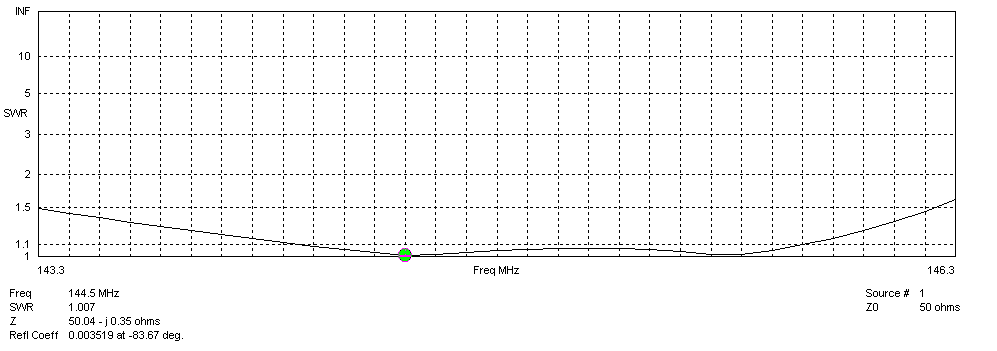 INF
10
5
SWR
3
2
1.5
1.1
1
143.3 Freq MHz 146.3
Freq 144.5 MHz Source # 1
SWR 1.007 Z0 50 ohms
Z 50.04 - j 0.35 ohms
Refl Coeff 0.003519 at -83.67 deg.